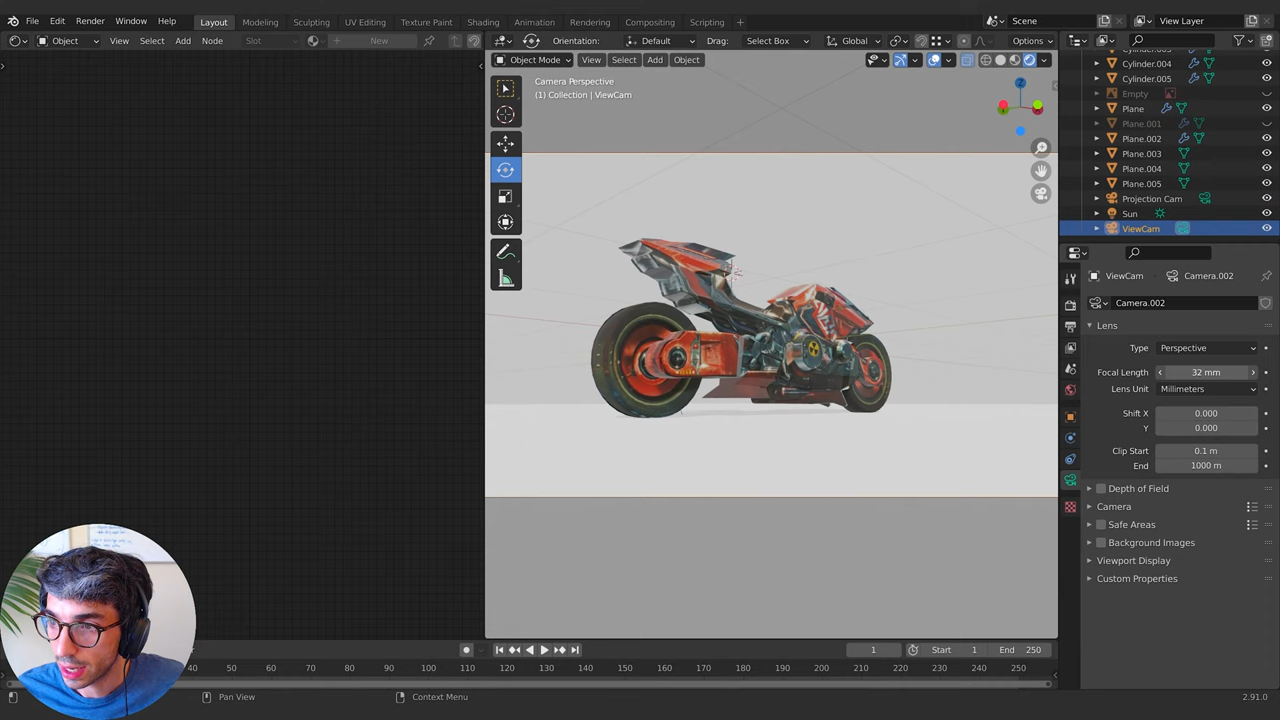 File Edit Render Window Help Layout Modeling Sculpting UV Editing Texture Paint Shading Animation Rendering Compositing Scripting + Scene View Layer
Object View Select Add Node Slot New Orientation: Default Drag: Select Box Global Options
Object Mode View Select Add Object
Camera Perspective
(1) Collection | ViewCam
Z
Cylinder.004
Cylinder.005
Empty
Plane
Plane.001
Plane.002
Plane.003
Plane.004
Plane.005
Projection Cam
Sun
ViewCam
ViewCam Camera.002
Camera.002
Lens
Type Perspective
Focal Length 32 mm
Lens Unit Millimeters
Shift X 0.000
Y 0.000
Clip Start 0.1 m
End 1000 m
Depth of Field
Camera
Safe Areas
Background Images
Viewport Display
Custom Properties
1 Start 1 End 250
40 50 60 70 80 90 100 110 120 130 140 150 160 170 180 190 200 210 220 230 240 250
Pan View Context Menu 2.91.0